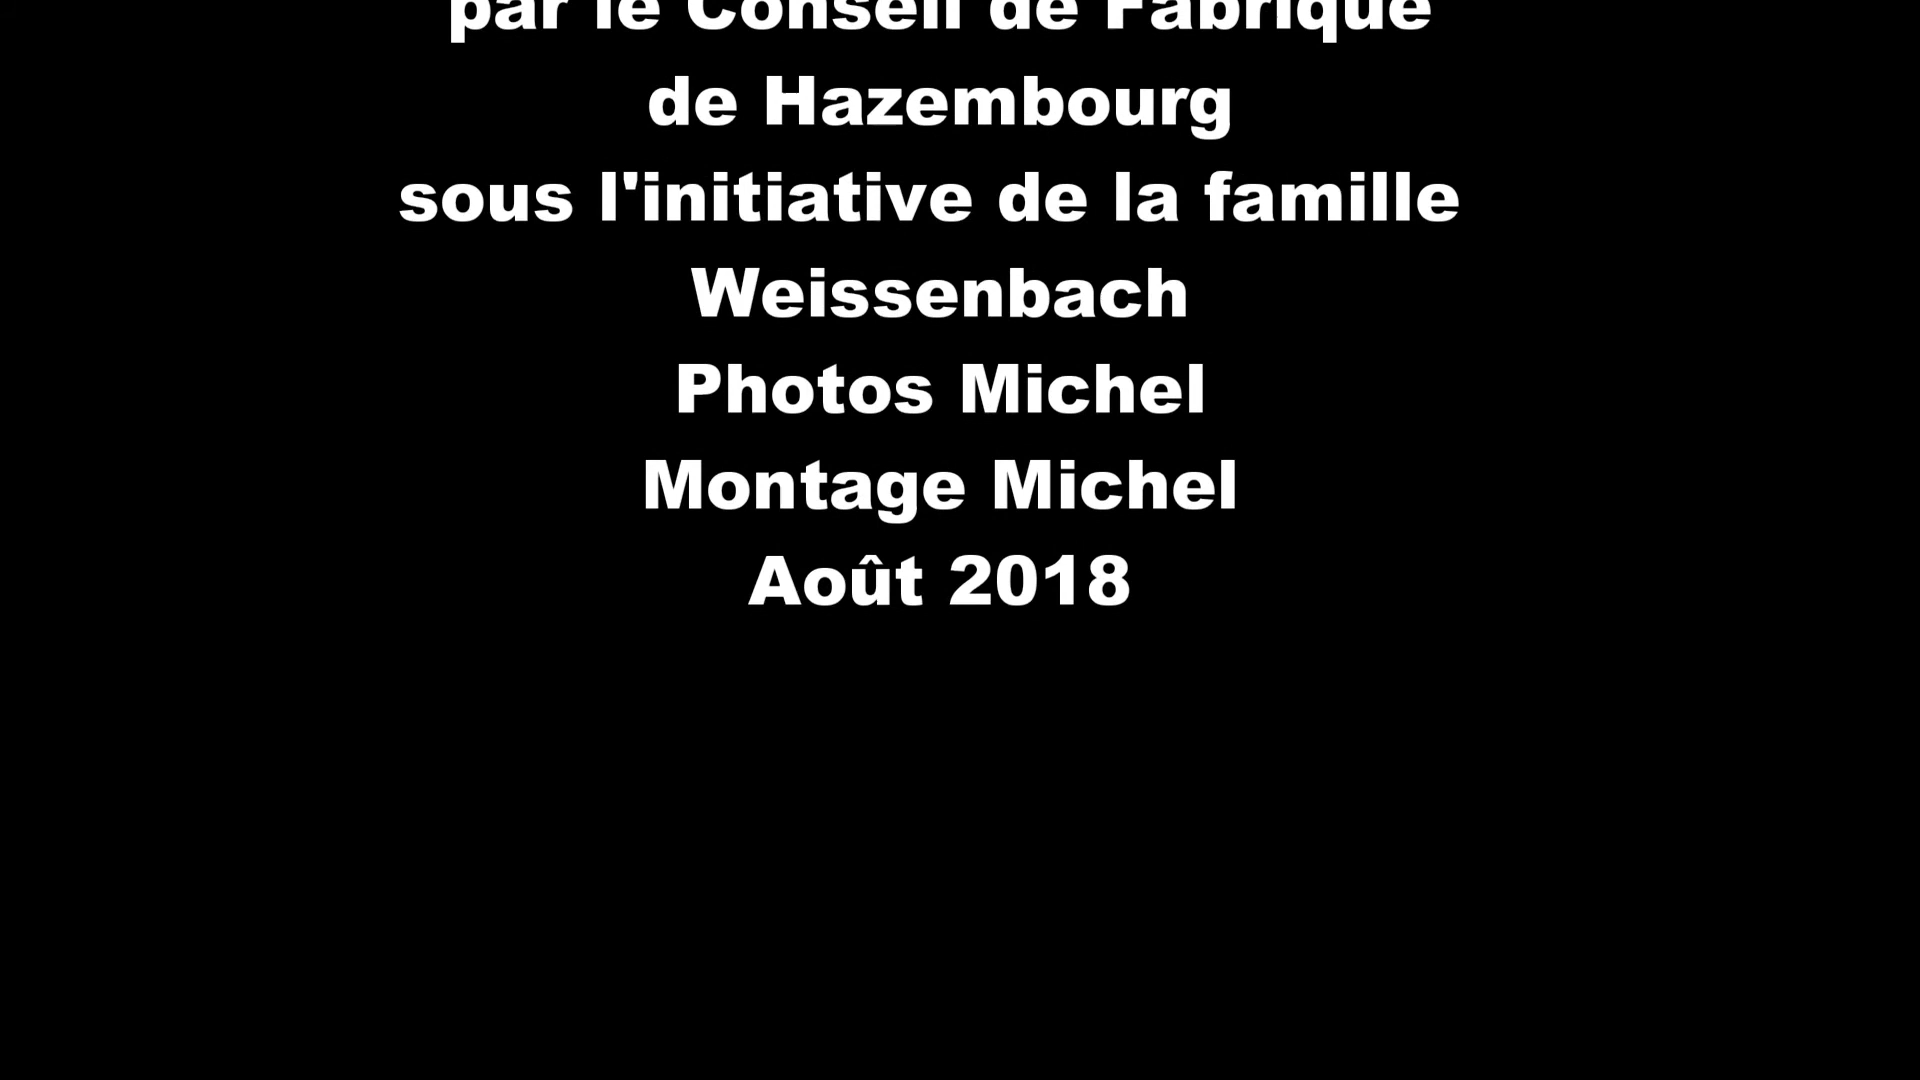 par le Conseil de Fabrique
de Hazembourg
sous l'initiative de la famille
Weissenbach
Photos Michel
Montage Michel
Août 2018